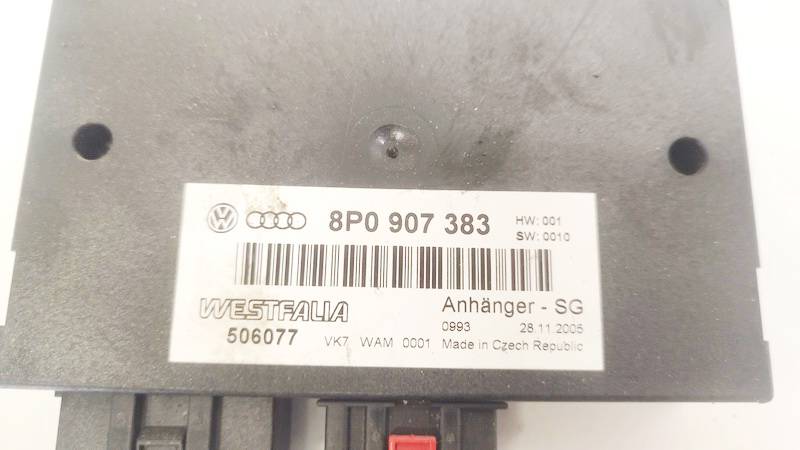 8P0 907 383 HW: 001
SW: 0010
WESTFALIA Anhänger - SG
506077 0993 28.11.2005
VK7 WAM 0001 Made in Czech Republic